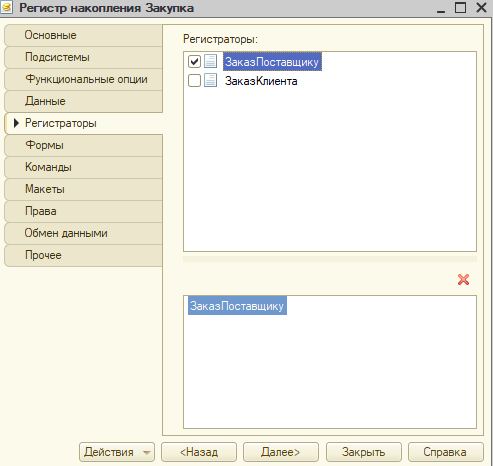 Регистр накопления Закупка
Основные
Подсистемы
Функциональные опции
Данные
Регистраторы
Формы
Команды
Макеты
Права
Обмен данными
Прочее
Регистраторы:
ЗаказПоставщику
ЗаказКлиента
ЗаказПоставщику
Действия
<Назад
Далее>
Закрыть
Справка